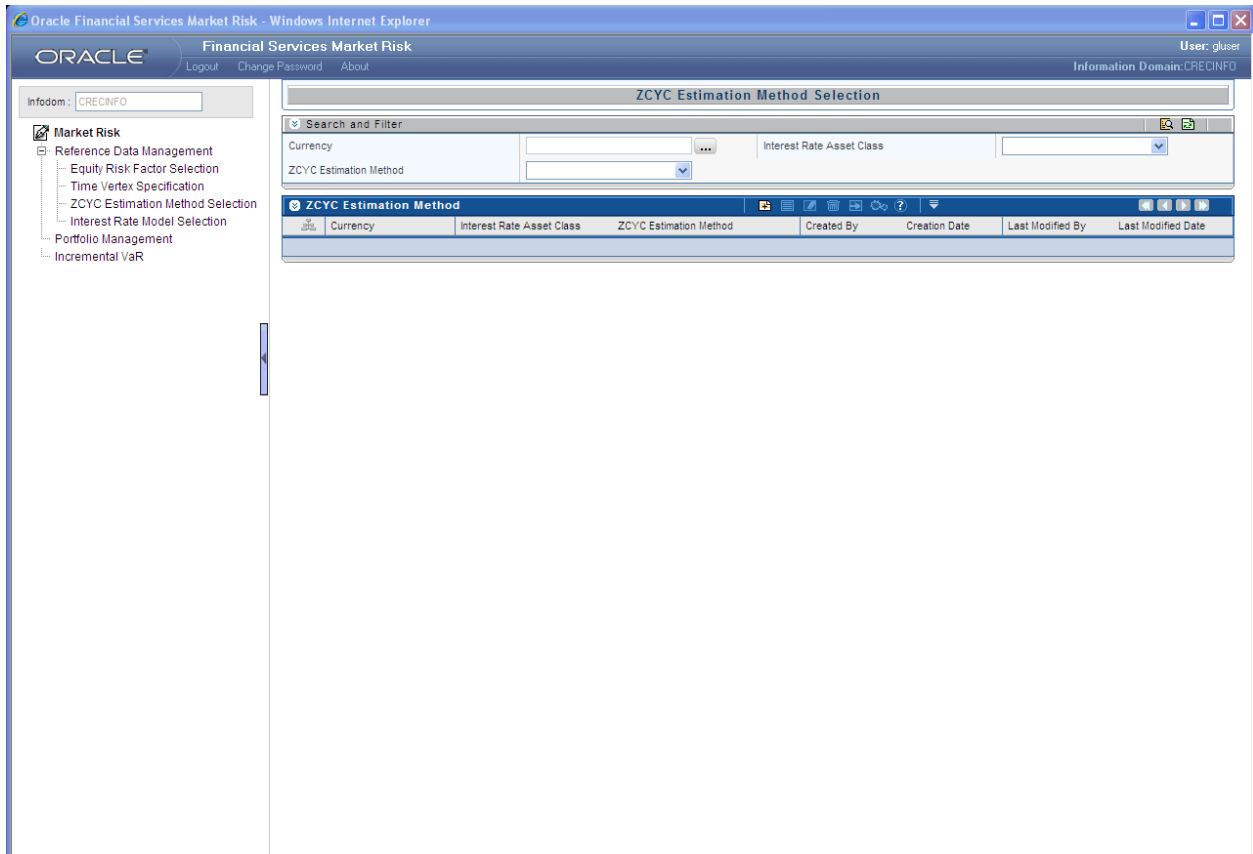 Oracle Financial Services Market Risk - Windows Internet Explorer
ORACLE
Financial Services Market Risk
User: gluser
Logout Change Password About
Information Domain:CRECINFO
Infodom : CRECINFO
Market Risk
Reference Data Management
Equity Risk Factor Selection
Time Vertex Specification
ZCYC Estimation Method Selection
Interest Rate Model Selection
Portfolio Management
Incremental VaR
ZCYC Estimation Method Selection
Search and Filter
Currency ... Interest Rate Asset Class
ZCYC Estimation Method
ZCYC Estimation Method
Currency Interest Rate Asset Class ZCYC Estimation Method Created By Creation Date Last Modified By Last Modified Date